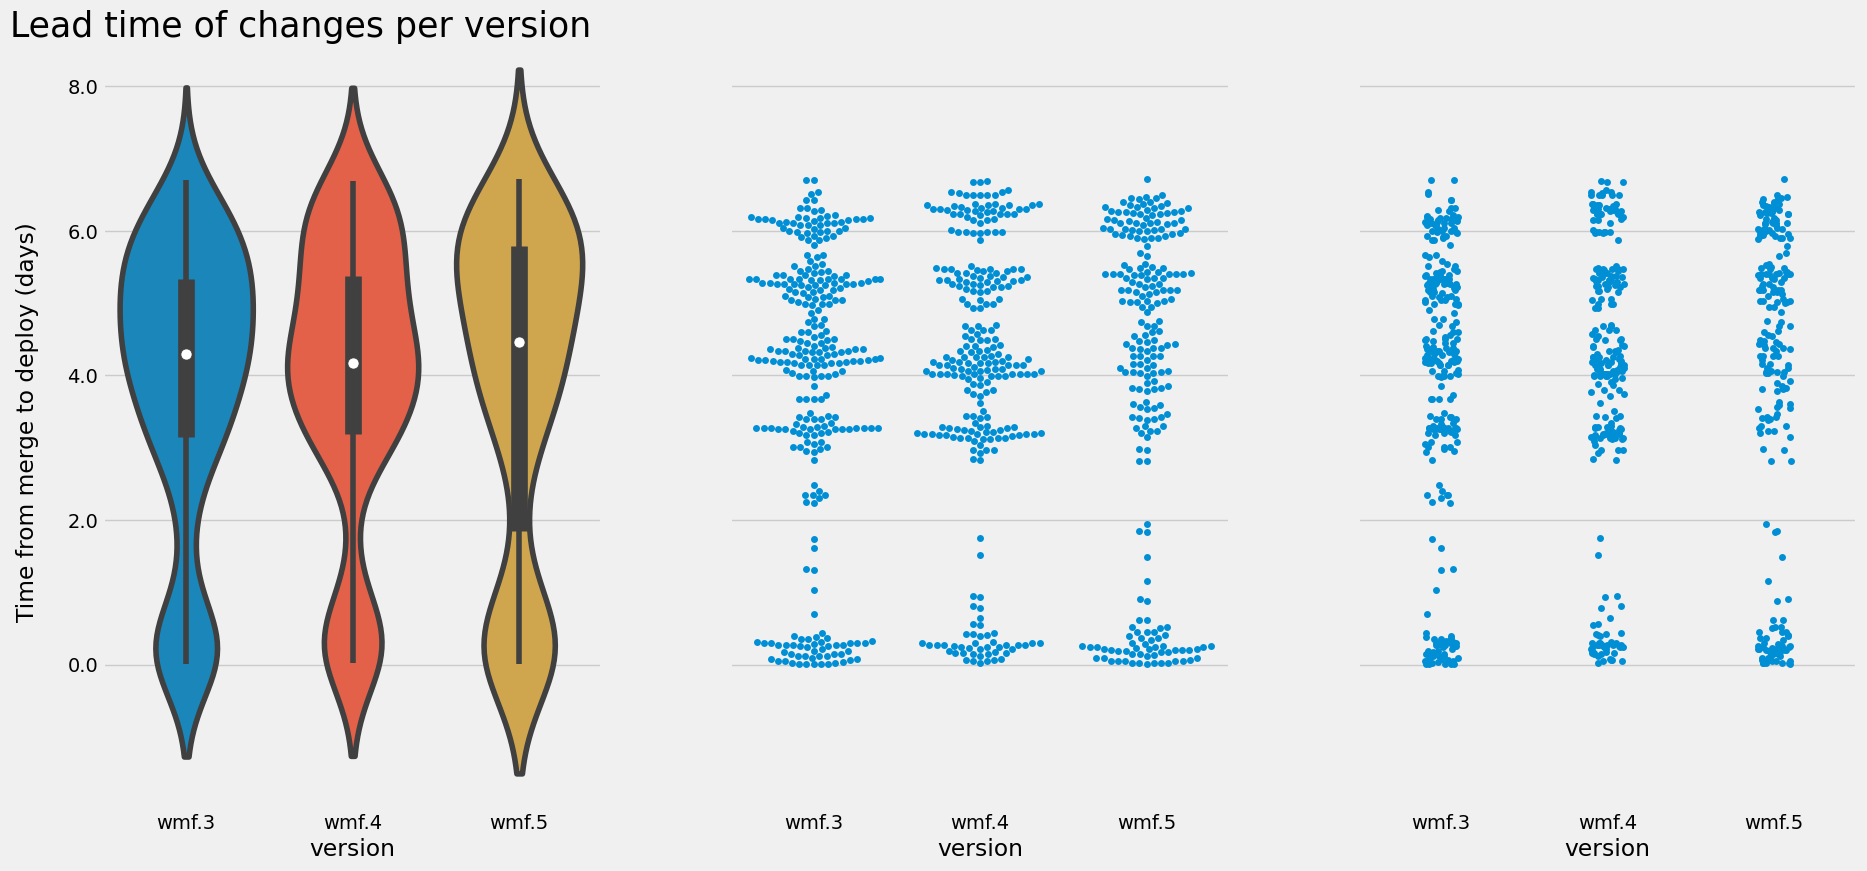 Lead time of changes per version
Time from merge to deploy (days)
8.0
6.0
4.0
2.0
0.0
wmf.3 wmf.4 wmf.5
version
wmf.3 wmf.4 wmf.5
version
wmf.3 wmf.4 wmf.5
version